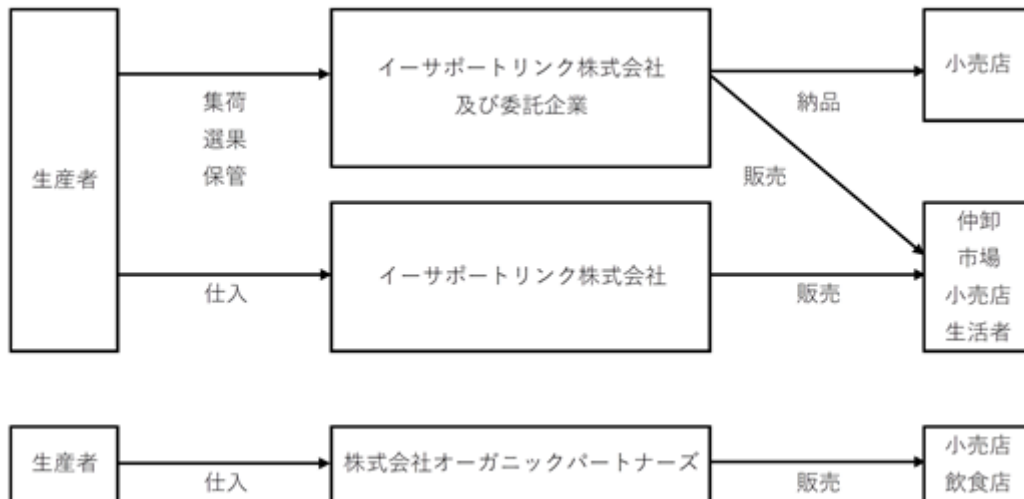 生産者
集荷
選果
保管
イーサポートリンク株式会社
及び委託企業
納品
小売店
販売
仕入
イーサポートリンク株式会社
販売
仲卸
市場
小売店
生活者
生産者
仕入
株式会社オーガニックパートナーズ
販売
小売店
飲食店